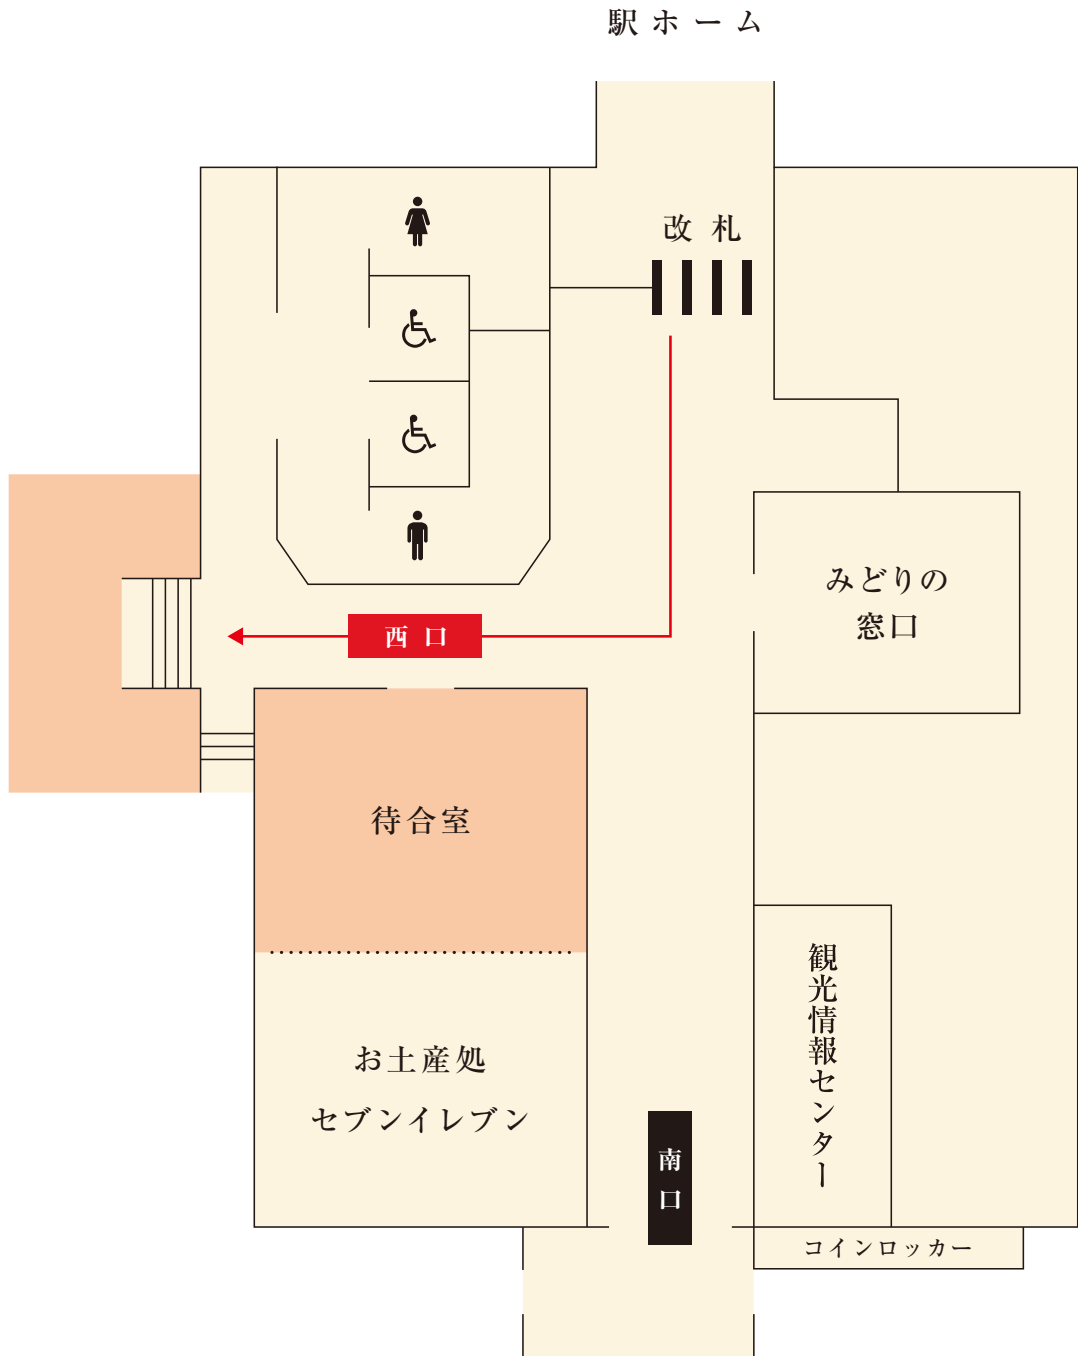 駅ホーム
改札
みどりの
窓口
西口
待合室
観光情報センター
お土産処
セブンイレブン
南口
コインロッカー